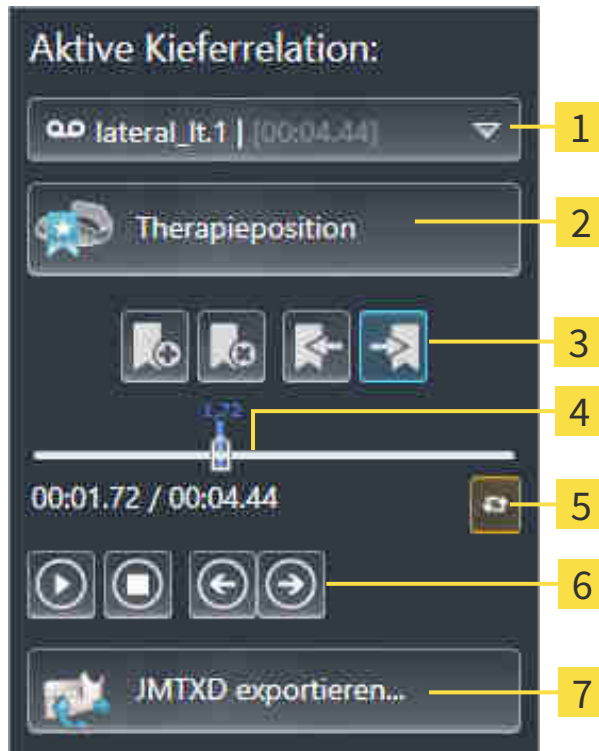 Aktive Kieferrelation:
lateral_lt.1 | [00:04.44]
1
Therapieposition
2
3
1.72
4
00:01.72 / 00:04.44
5
6
JMTXD exportieren...
7